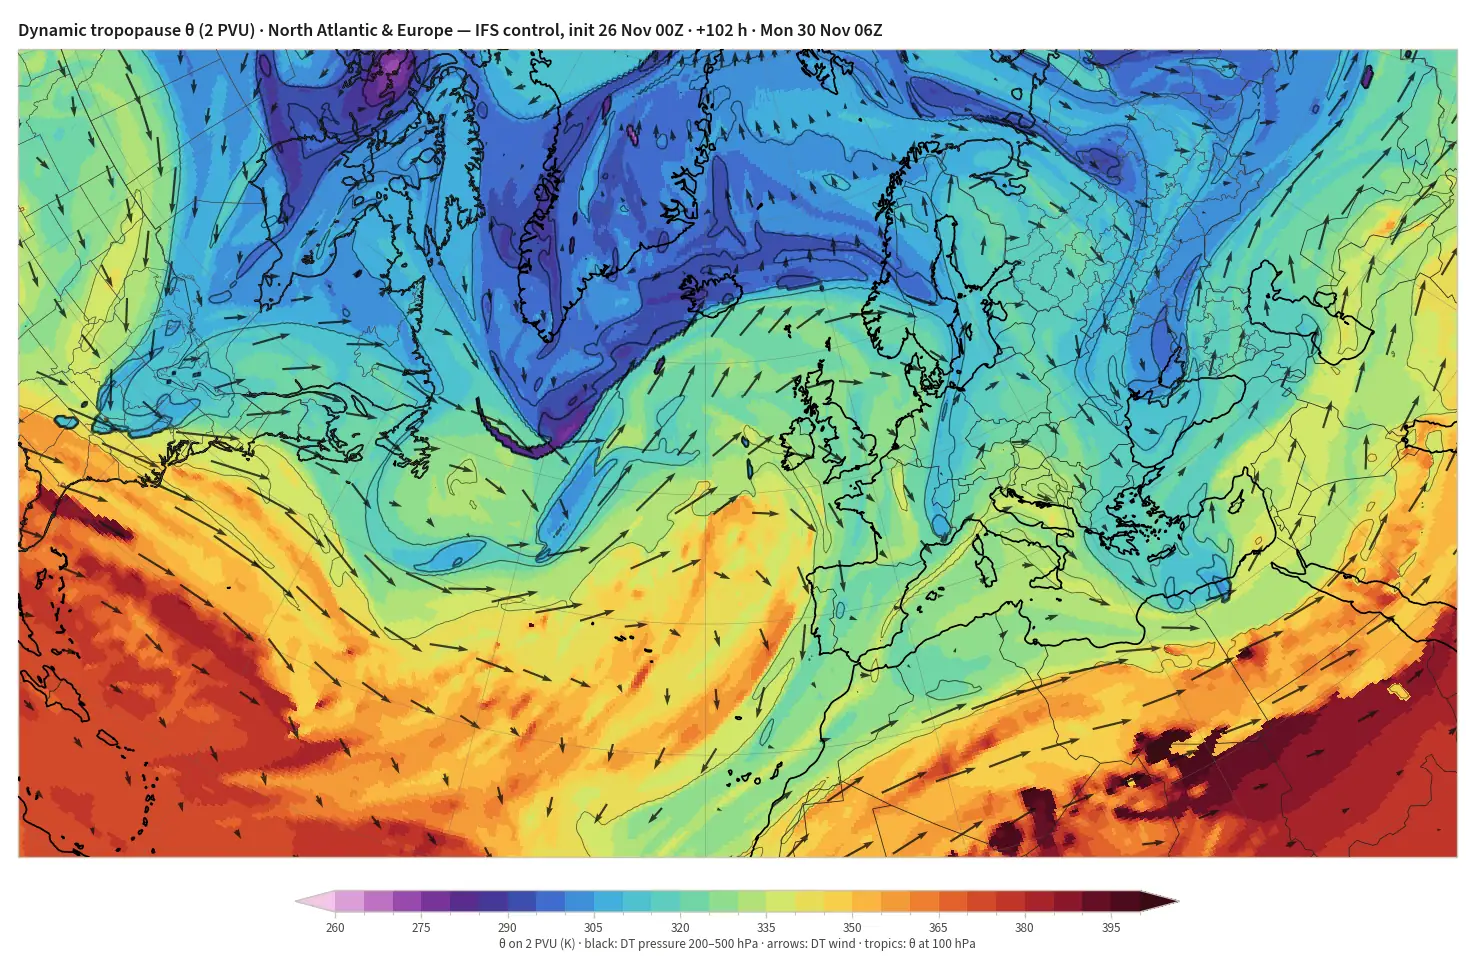 Dynamic tropopause θ (2 PVU) · North Atlantic & Europe — IFS control, init 26 Nov 00Z · +102 h · Mon 30 Nov 06Z
260 275 290 305 320 335 350 365 380 395
θ on 2 PVU (K) · black: DT pressure 200–500 hPa · arrows: DT wind · tropics: θ at 100 hPa